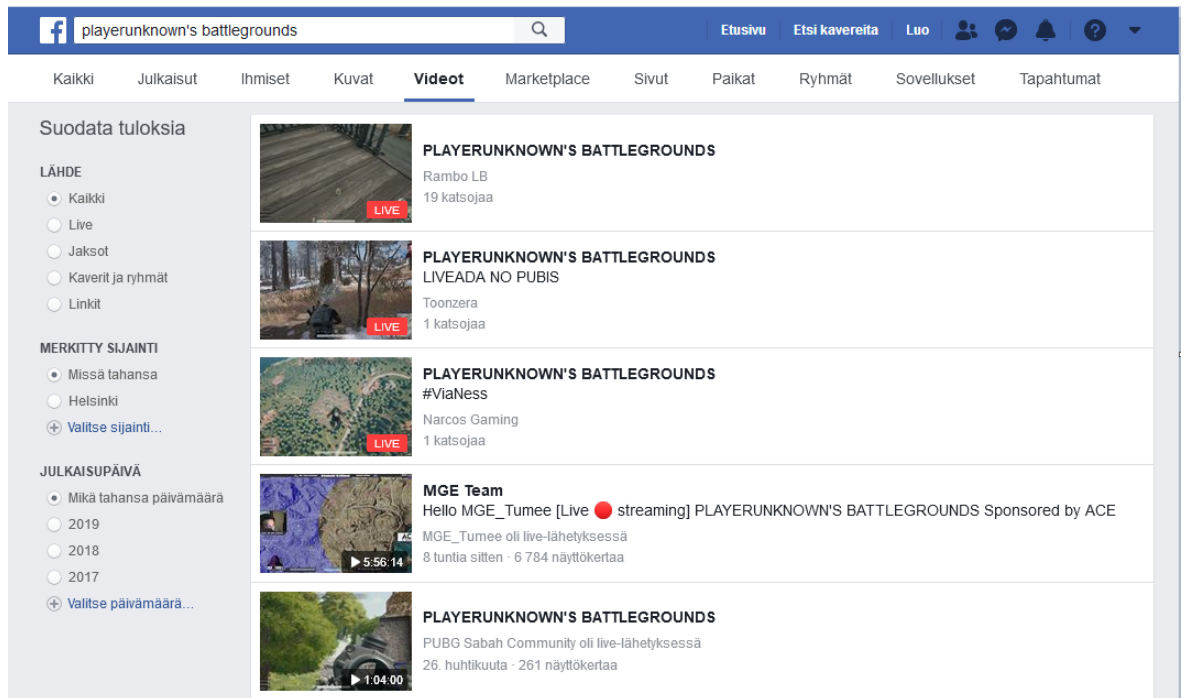 playerunknown's battlegrounds
Etusivu Etsi kavereita Luo
Kaikki Julkaisut Ihmiset Kuvat Videot Marketplace Sivut Paikat Ryhmät Sovellukset Tapahtumat
Suodata tuloksia
LÄHDE
Kaikki
Live
Jaksot
Kaverit ja ryhmät
Linkit
MERKITTY SIJAINTI
Missä tahansa
Helsinki
Valitse sijainti...
JULKAISUPÄIVÄ
Mikä tahansa päivämäärä
2019
2018
2017
Valitse päivämäärä...
PLAYERUNKNOWN'S BATTLEGROUNDS
Rambo LB
19 katsojaa
LIVE
PLAYERUNKNOWN'S BATTLEGROUNDS
LIVEADA NO PUBIS
Toonzera
1 katsojaa
LIVE
PLAYERUNKNOWN'S BATTLEGROUNDS
#ViaNess
Narcos Gaming
1 katsojaa
LIVE
MGE Team
Hello MGE_Tumee [Live 🔴 streaming] PLAYERUNKNOWN'S BATTLEGROUNDS Sponsored by ACE
MGE_Tumee oli live-lähetyksessä
8 tuntia sitten · 6 784 näyttökertaa
5:56:14
PLAYERUNKNOWN'S BATTLEGROUNDS
PUBG Sabah Community oli live-lähetyksessä
26. huhtikuuta · 261 näyttökertaa
1:04:00